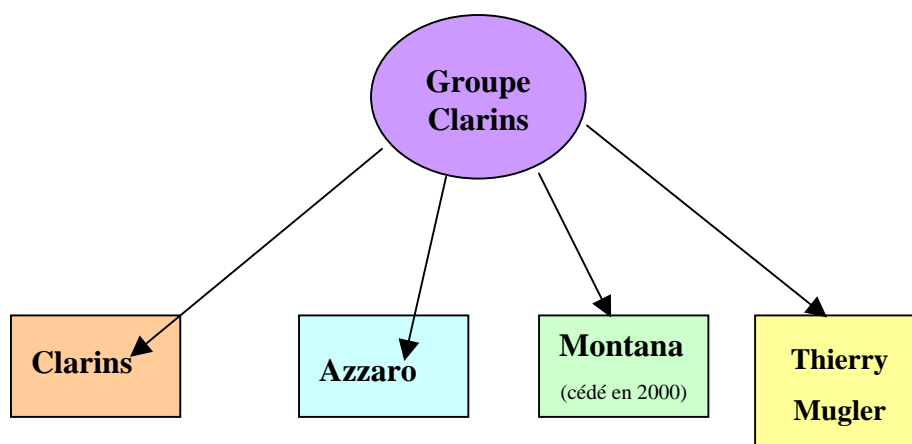 Groupe
Clarins
Clarins
Azzaro
Montana
(cédé en 2000)
Thierry
Mugler